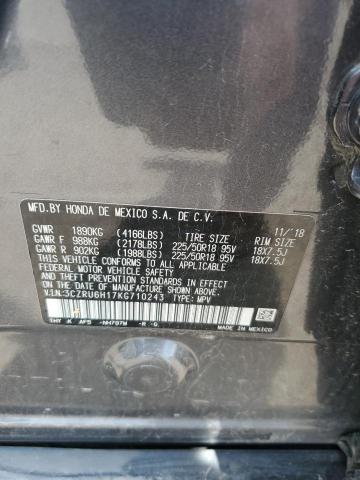 MFD.BY HONDA DE MEXICO S.A. DE C.V. 11/'18
GVWR 1890KG (4166LBS) TIRE SIZE RIM SIZE
GAWR F 988KG (2178LBS) 225/50R18 95V 18X7.5J
GAWR R 902KG (1988LBS) 225/50R18 95V 18X7.5J
THIS VEHICLE CONFORMS TO ALL APPLICABLE
FEDERAL MOTOR VEHICLE SAFETY AND THEFT
PREVENTION STANDARDS IN EFFECT ON THE
DATE OF MANUFACTURE SHOWN ABOVE.
V.I.N:3CZRU6H17KG710243 TYPE: MPV
K AFS NH797M -R -G MADE IN MEXICO